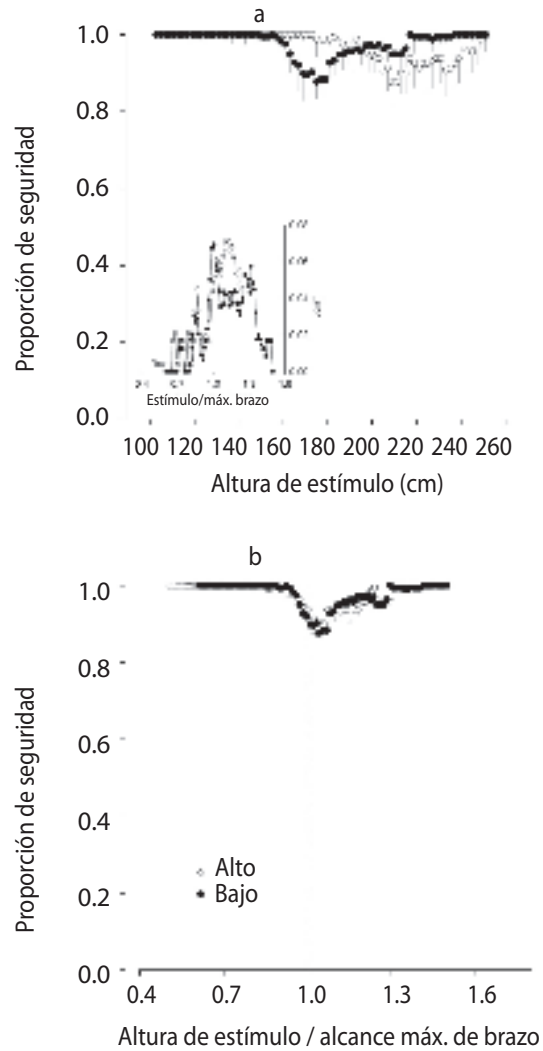 a
Proporción de seguridad
1.0
0.8
0.6
0.4
0.2
0.0
Estímulo/máx. brazo
100 120 140 160 180 200 220 240 260
Altura de estímulo (cm)
b
Proporción de seguridad
1.0
0.8
0.6
0.4
0.2
0.0
Alto
Bajo
0.4 0.7 1.0 1.3 1.6
Altura de estímulo / alcance máx. de brazo